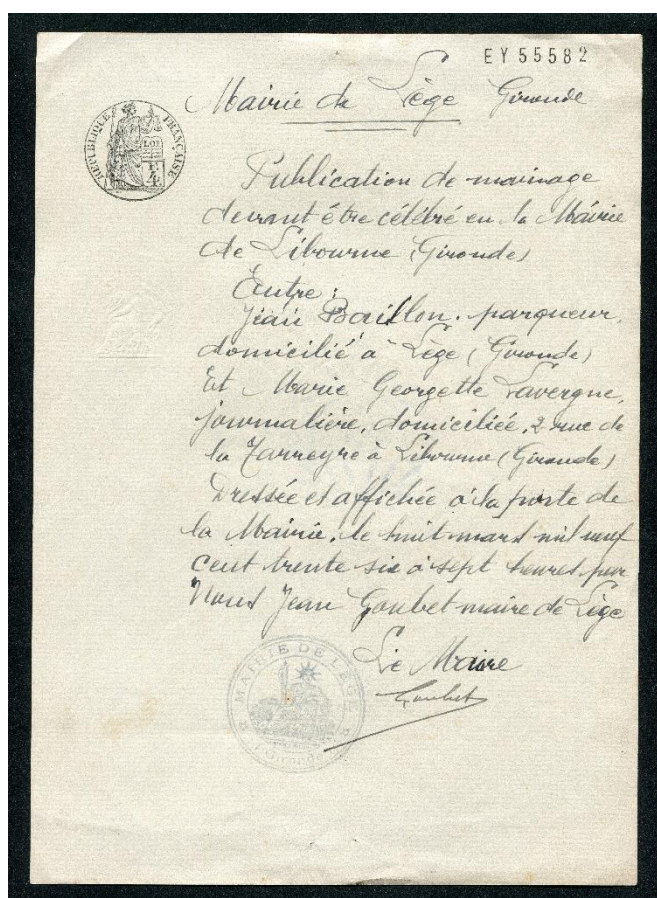 EY 55582
Mairie de Lège Gironde
RÉPUBLIQUE FRANÇAISE
LOI
4
Publication de mariage
devant être célébré en la Mairie
de Libourne (Gironde)
Entre :
Jean Baillon, parqueur,
domicilié à Lège (Gironde)
Et Marie Georgette Lavergne,
journalière, domiciliée, 2 rue de
la Tarreyre à Libourne (Gironde)
Dressée et affichée à la porte de
la Mairie, le huit mars mil neuf
cent trente six à sept heures par
Nous Jean Goubet maire de Lège
Le Maire
Goubet
MAIRIE DE LÈGE
(Gironde)